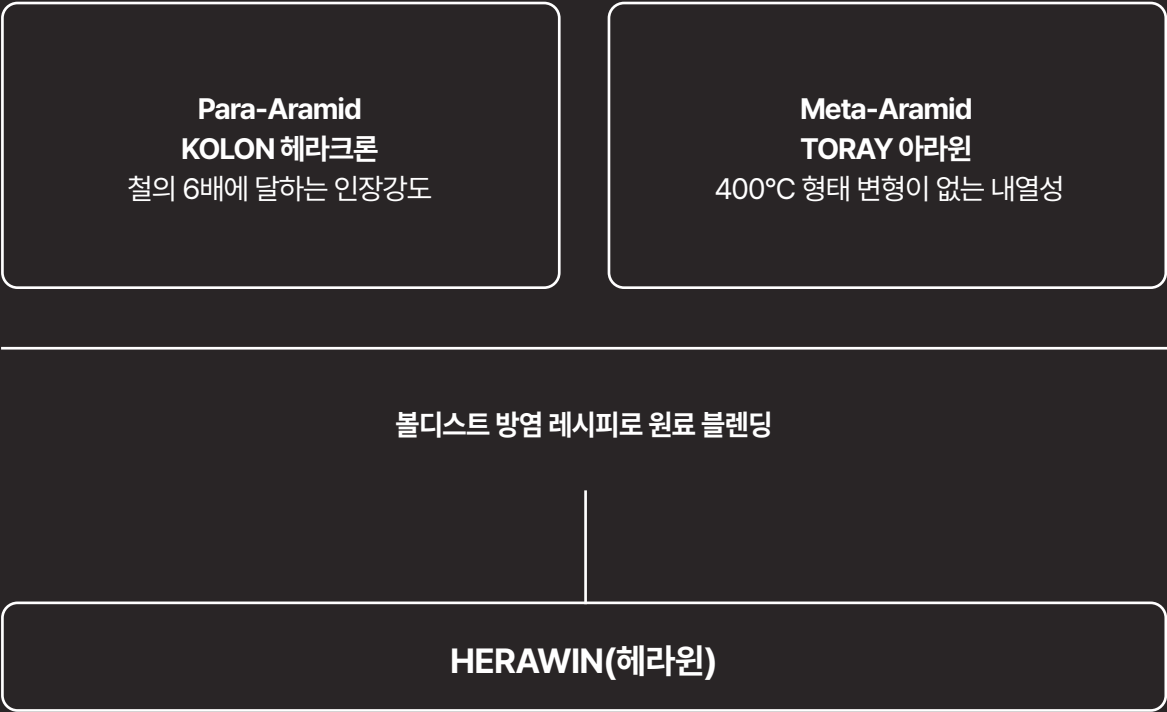 Para-Aramid
KOLON 헤라크론
철의 6배에 달하는 인장강도
Meta-Aramid
TORAY 아라윈
400°C 형태 변형이 없는 내열성
볼디스트 방염 레시피로 원료 블렌딩
HERAWIN(헤라윈)